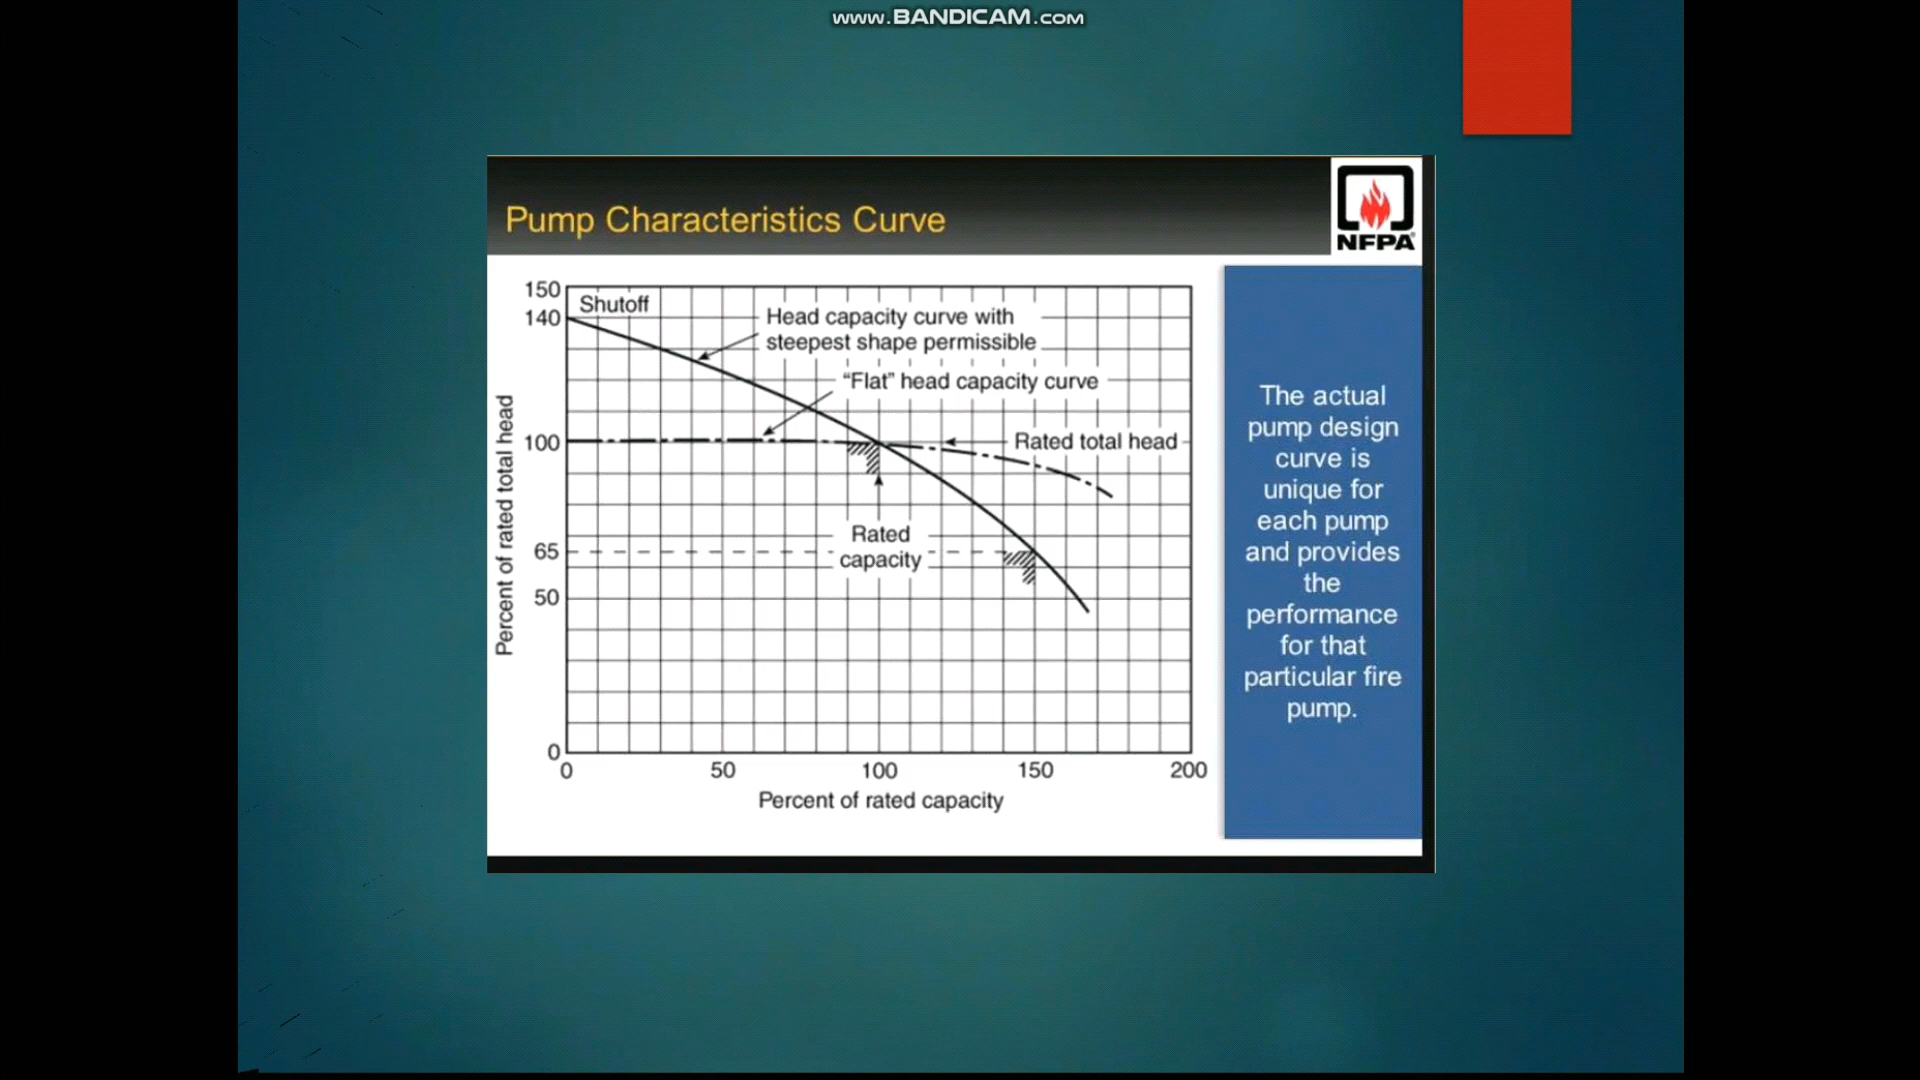 www.BANDICAM.com
Pump Characteristics Curve
NFPA
150
Shutoff
140
Head capacity curve with
steepest shape permissible
“Flat” head capacity curve
100
Rated total head
Rated
capacity
65
50
0
0
50
100
150
200
Percent of rated total head
Percent of rated capacity
The actual
pump design
curve is
unique for
each pump
and provides
the
performance
for that
particular fire
pump.